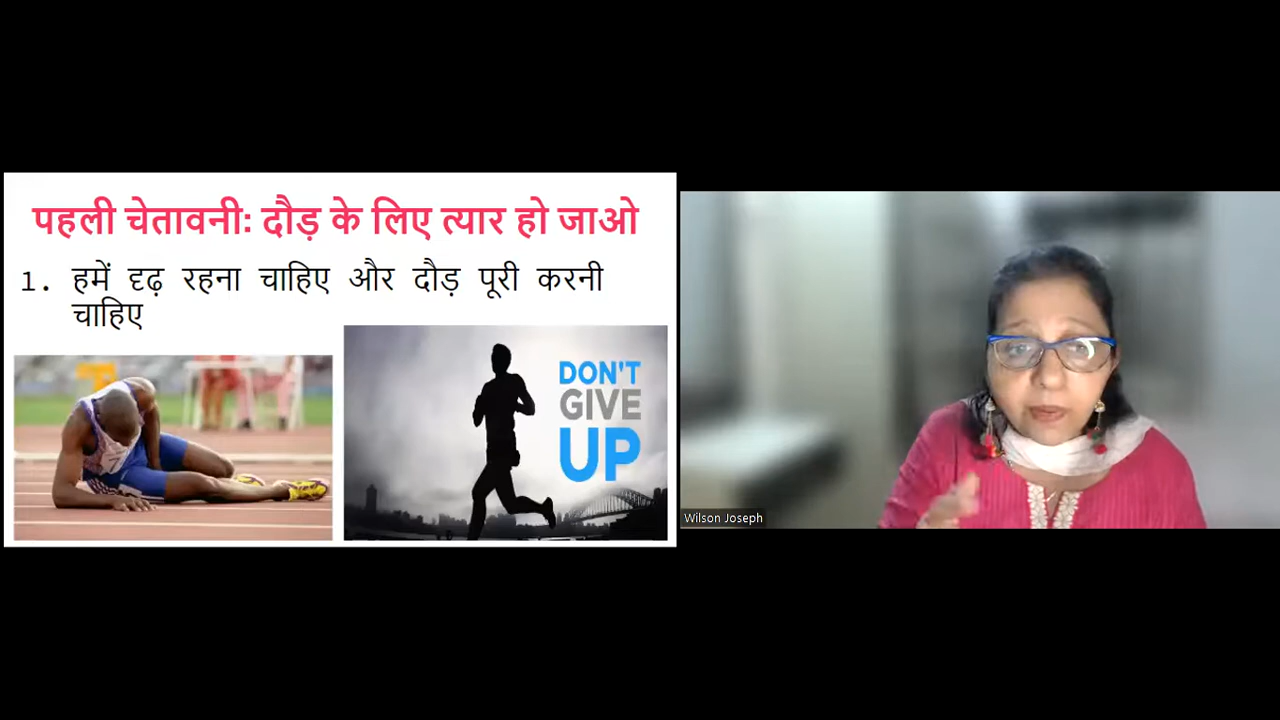 पहली चेतावनीः दौड़ के लिए त्यार हो जाओ
1. हमें दृढ़ रहना चाहिए और दौड़ पूरी करनी
चाहिए
DON'T
GIVE
UP
Wilson Joseph